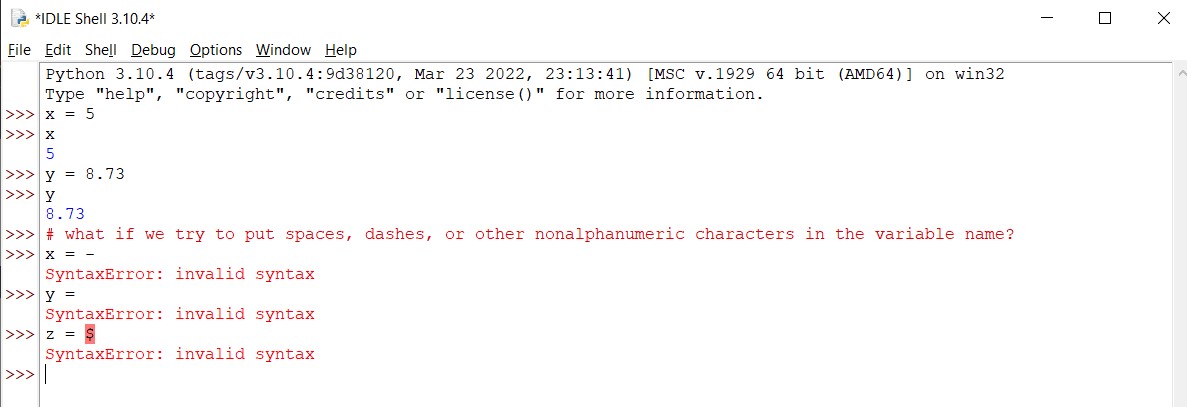 *IDLE Shell 3.10.4*
File Edit Shell Debug Options Window Help
Python 3.10.4 (tags/v3.10.4:9d38120, Mar 23 2022, 23:13:41) [MSC v.1929 64 bit (AMD64)] on win32
Type "help", "copyright", "credits" or "license()" for more information.
>>> x = 5
>>> x
5
>>> y = 8.73
>>> y
8.73
>>> # what if we try to put spaces, dashes, or other nonalphanumeric characters in the variable name?
>>> x = -
SyntaxError: invalid syntax
>>> y =
SyntaxError: invalid syntax
>>> z = $
SyntaxError: invalid syntax
>>>